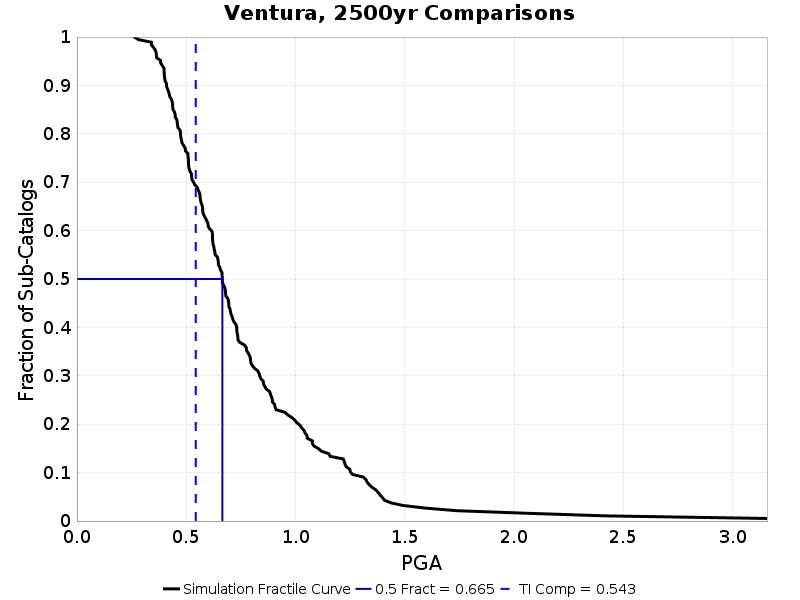 Ventura, 2500yr Comparisons
1
0.9
0.8
0.7
0.6
0.5
0.4
0.3
0.2
0.1
0
Fraction of Sub-Catalogs
0.0 0.5 1.0 1.5 2.0 2.5 3.0
PGA
Simulation Fractile Curve 0.5 Fract = 0.665 TI Comp = 0.543